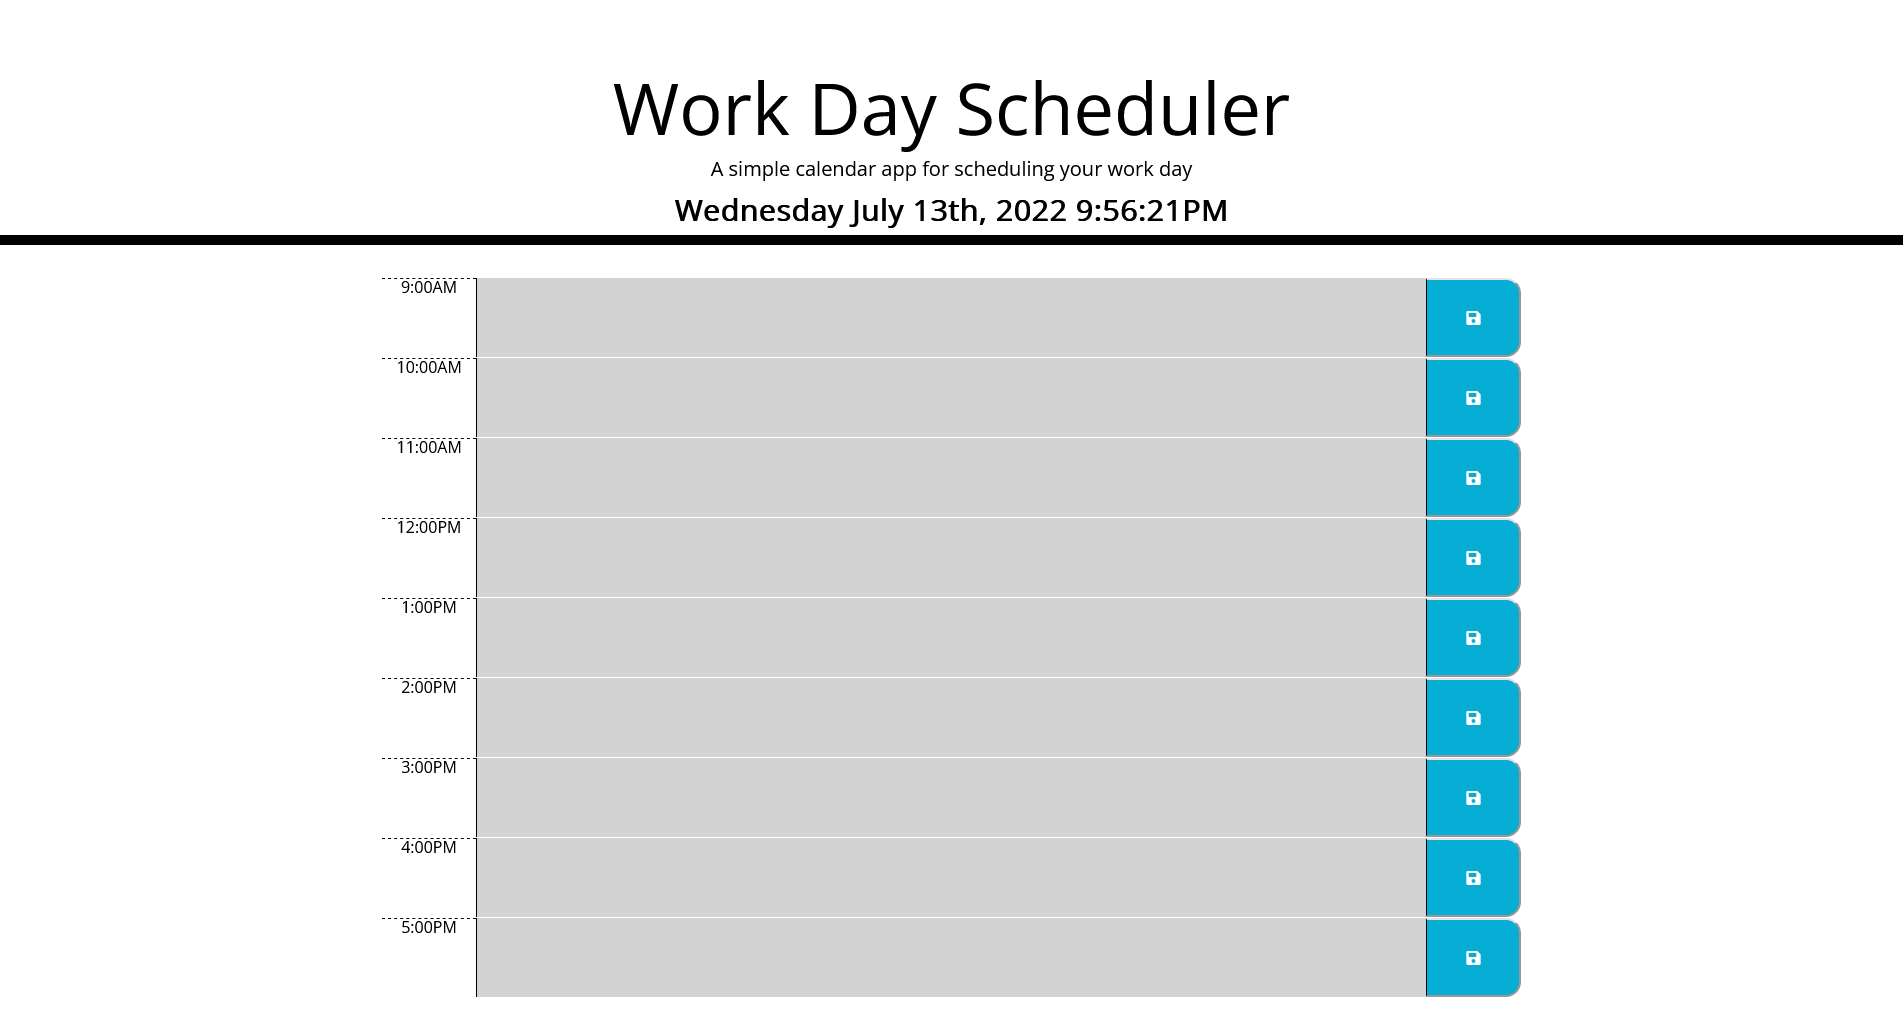 Work Day Scheduler
A simple calendar app for scheduling your work day
Wednesday July 13th, 2022 9:56:21PM
9:00AM
10:00AM
11:00AM
12:00PM
1:00PM
2:00PM
3:00PM
4:00PM
5:00PM